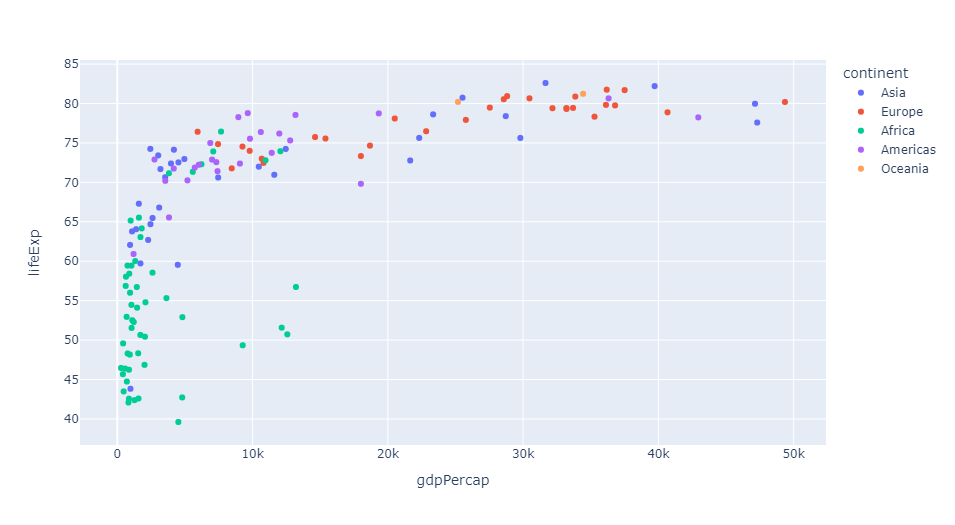 85
80
75
70
65
60
55
50
45
40
lifeExp
0
10k
20k
30k
40k
50k
gdpPercap
continent
Asia
Europe
Africa
Americas
Oceania